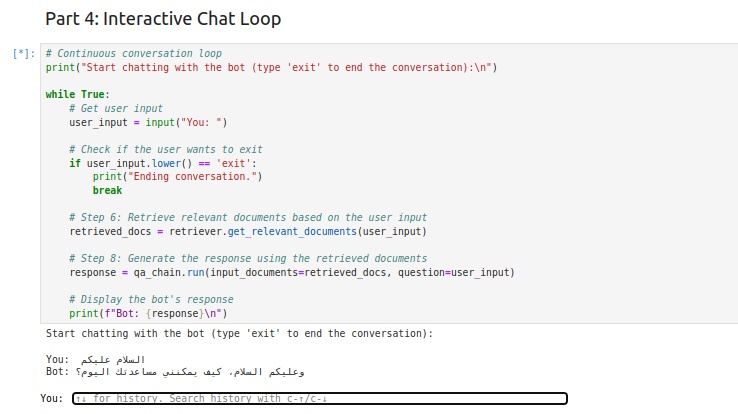 Part 4: Interactive Chat Loop
[*]: # Continuous conversation loop
print("Start chatting with the bot (type 'exit' to end the conversation):\n")
while True:
# Get user input
user_input = input("You: ")
# Check if the user wants to exit
if user_input.lower() == 'exit':
print("Ending conversation.")
break
# Step 6: Retrieve relevant documents based on the user input
retrieved_docs = retriever.get_relevant_documents(user_input)
# Step 8: Generate the response using the retrieved documents
response = qa_chain.run(input_documents=retrieved_docs, question=user_input)
# Display the bot's response
print(f"Bot: {response}\n")
Start chatting with the bot (type 'exit' to end the conversation):
You: السلام عليكم
Bot: وعليكم السلام، كيف يمكنني مساعدتك اليوم؟
You: ↑↓ for history. Search history with c-↑/c-↓